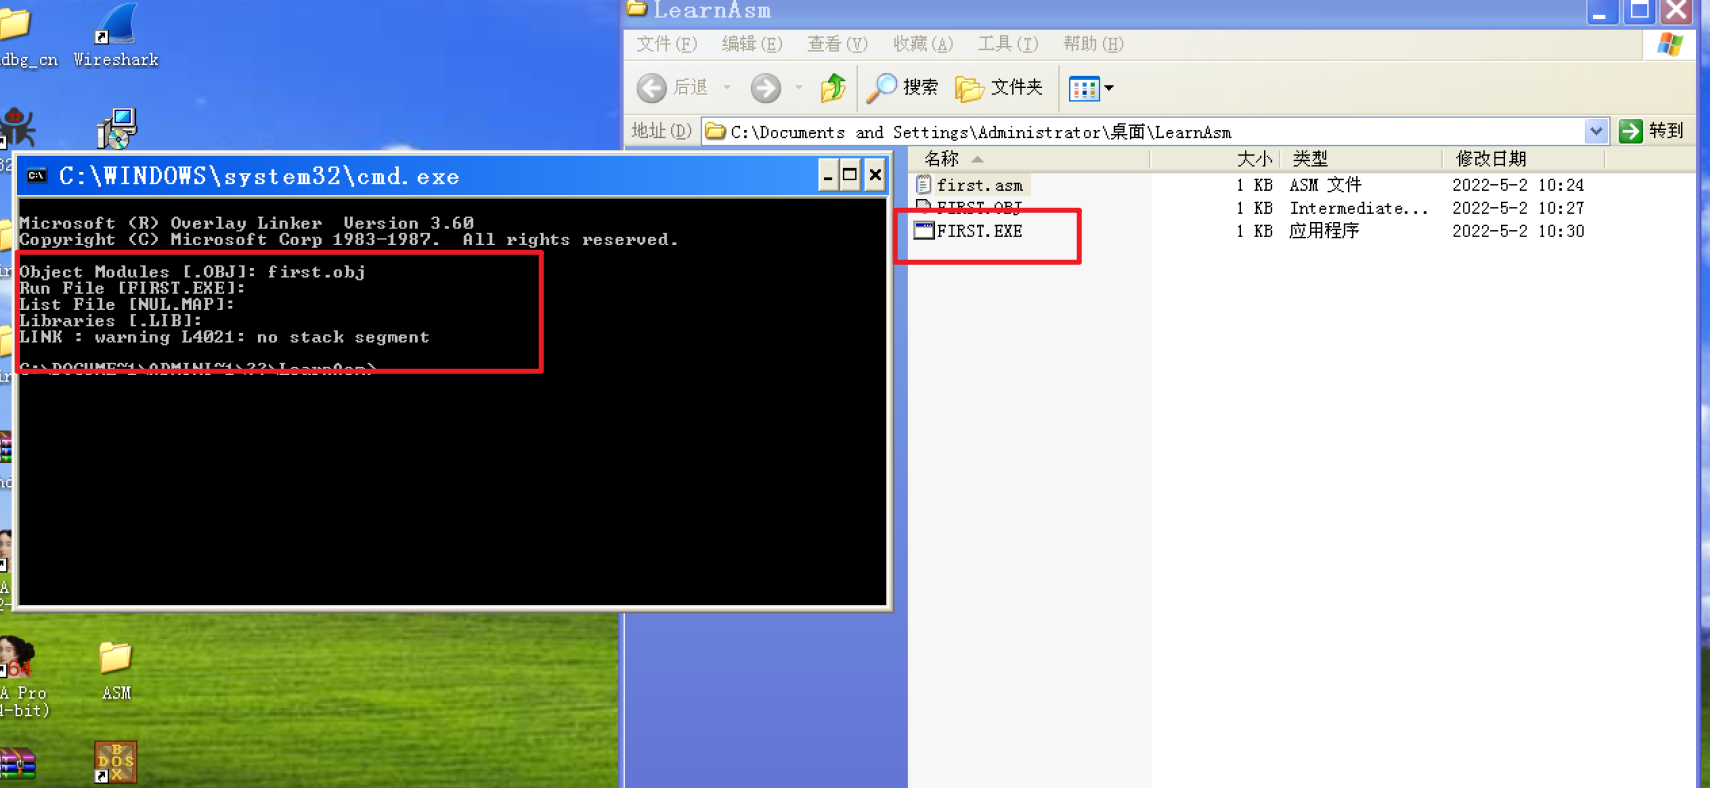 LearnAsm
文件(F) 编辑(E) 查看(V) 收藏(A) 工具(T) 帮助(H)
后退 搜索 文件夹
地址(D) C:\Documents and Settings\Administrator\桌面\LearnAsm 转到
名称 大小 类型 修改日期
first.asm 1 KB ASM 文件 2022-5-2 10:24
FIRST.OBJ 1 KB Intermediate... 2022-5-2 10:27
FIRST.EXE 1 KB 应用程序 2022-5-2 10:30
dbg_cn
Wireshark
C:\WINDOWS\system32\cmd.exe
Microsoft (R) Overlay Linker  Version 3.60
Copyright (C) Microsoft Corp 1983-1987.  All rights reserved.
Object Modules [.OBJ]: first.obj
Run File [FIRST.EXE]:
List File [NUL.MAP]:
Libraries [.LIB]:
LINK : warning L4021: no stack segment
C:\DOCUME~1\ADMINI~1\??\LearnAsm>
64
A Pro
-bit)
ASM
DOS
BOX